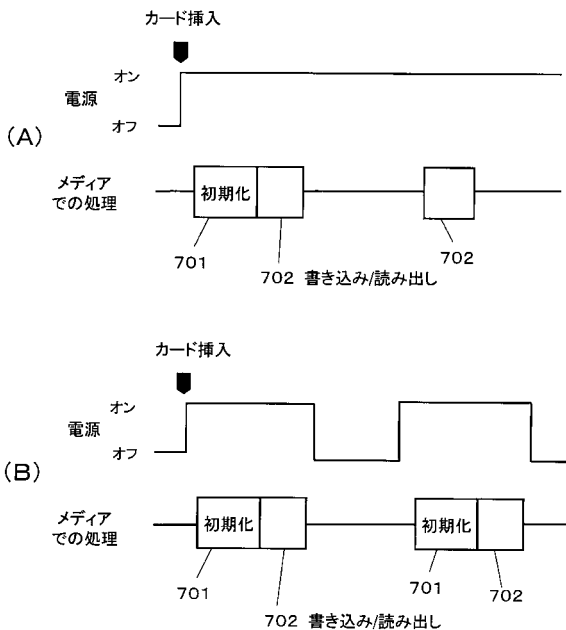 カード挿入
オン
電源
オフ
(A)
メディア
での処理
初期化
701
702 書き込み/読み出し
702
カード挿入
オン
電源
オフ
(B)
メディア
での処理
初期化
初期化
701
702 書き込み/読み出し
701
702